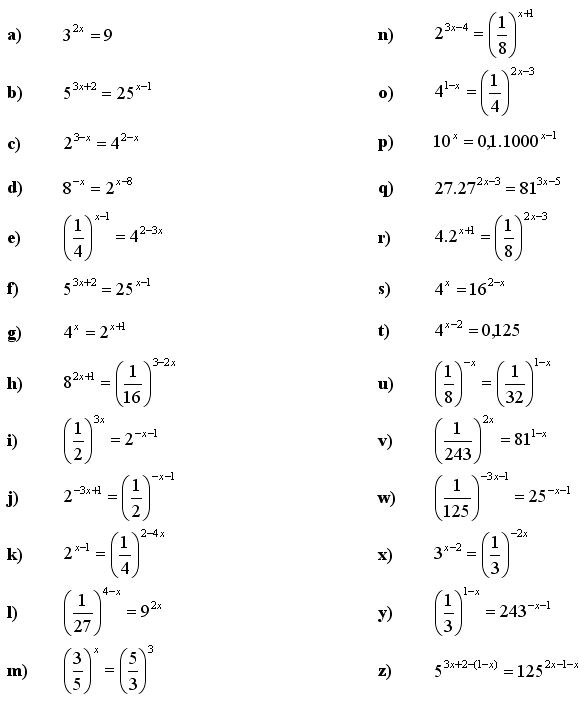 a) 3^{2x} = 9
b) 5^{3x+2} = 25^{x-1}
c) 2^{3-x} = 4^{2-x}
d) 8^{-x} = 2^{x-8}
e) (1/4)^{x-1} = 4^{2-3x}
f) 5^{3x+2} = 25^{x-1}
g) 4^{x} = 2^{x+1}
h) 8^{2x+1} = (1/16)^{3-2x}
i) (1/2)^{3x} = 2^{-x-1}
j) 2^{-3x+1} = (1/2)^{-x-1}
k) 2^{x-1} = (1/4)^{2-4x}
l) (1/27)^{4-x} = 9^{2x}
m) (3/5)^{x} = (5/3)^{3}
n) 2^{3x-4} = (1/8)^{x+1}
o) 4^{1-x} = (1/4)^{2x-3}
p) 10^{x} = 0,1.1000^{x-1}
q) 27.27^{2x-3} = 81^{3x-5}
r) 4.2^{x+1} = (1/8)^{2x-3}
s) 4^{x} = 16^{2-x}
t) 4^{x-2} = 0,125
u) (1/8)^{-x} = (1/32)^{1-x}
v) (1/243)^{2x} = 81^{1-x}
w) (1/125)^{-3x-1} = 25^{-x-1}
x) 3^{x-2} = (1/3)^{-2x}
y) (1/3)^{1-x} = 243^{-x-1}
z) 5^{3x+2-(1-x)} = 125^{2x-1-x}